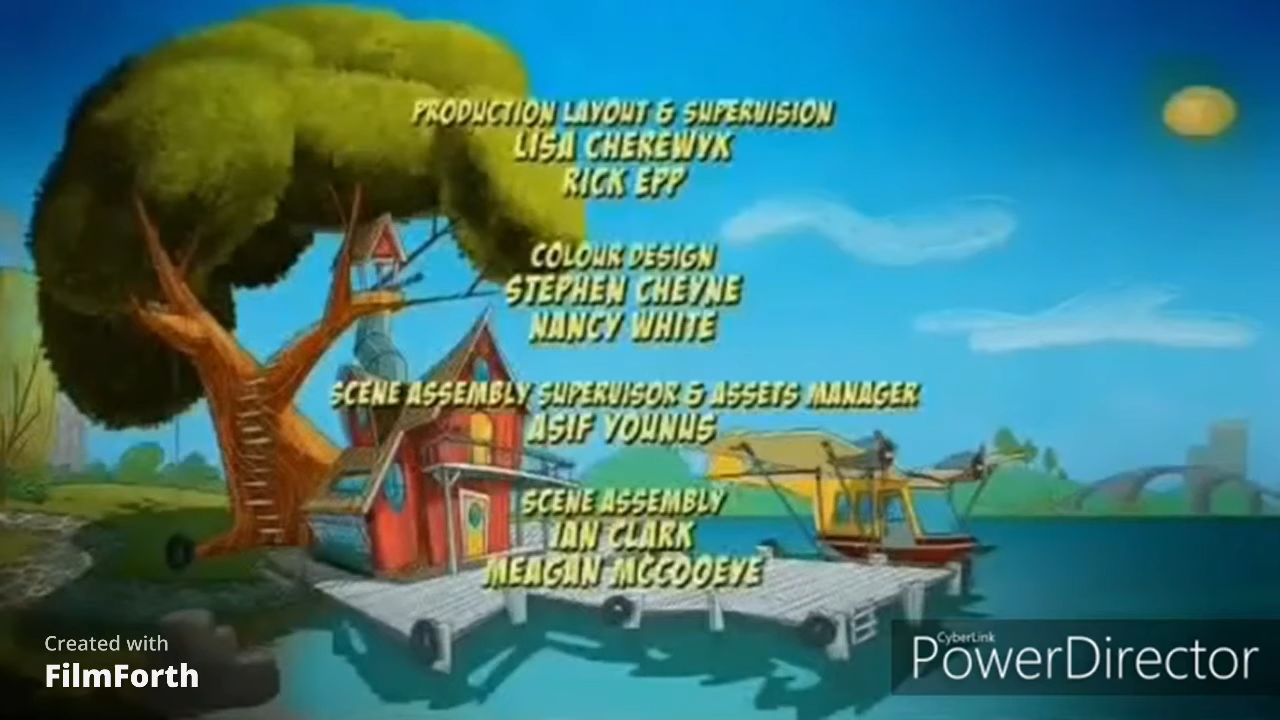 PRODUCTION LAYOUT & SUPERVISION
LISA CHEREWYK
RICK EPP
COLOUR DESIGN
STEPHEN CHEYNE
NANCY WHITE
SCENE ASSEMBLY SUPERVISOR & ASSETS MANAGER
ASIF YOUNUS
SCENE ASSEMBLY
IAN CLARK
MEAGAN MCCOOEYE
Created with
FilmForth
CyberLink
PowerDirector